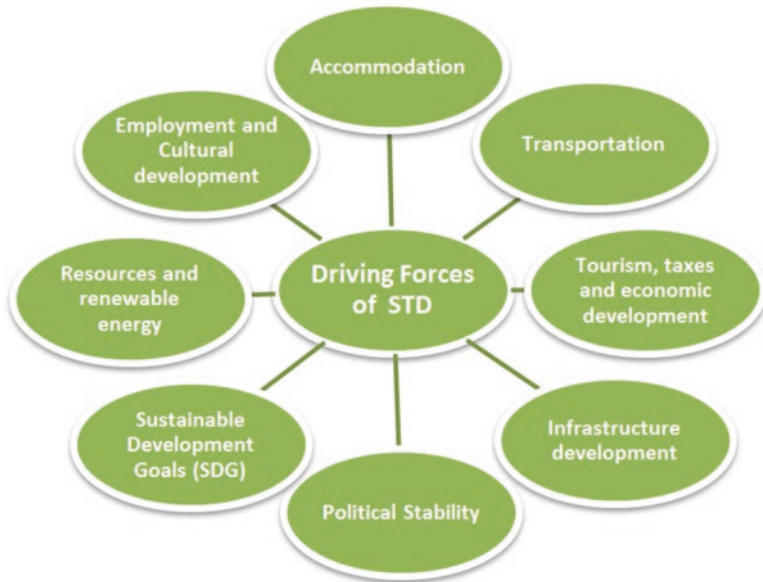 Accommodation
Transportation
Tourism, taxes
and economic
development
Infrastructure
development
Political Stability
Sustainable
Development
Goals (SDG)
Resources and
renewable
energy
Employment and
Cultural
development
Driving Forces
of STD